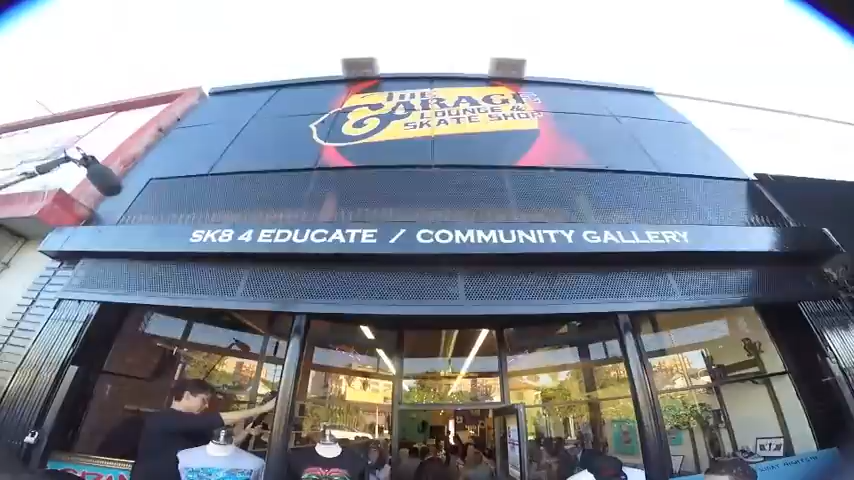 THE
GARAGE
LOUNGE &
SKATE SHOP
SK8 4 EDUCATE / COMMUNITY GALLERY